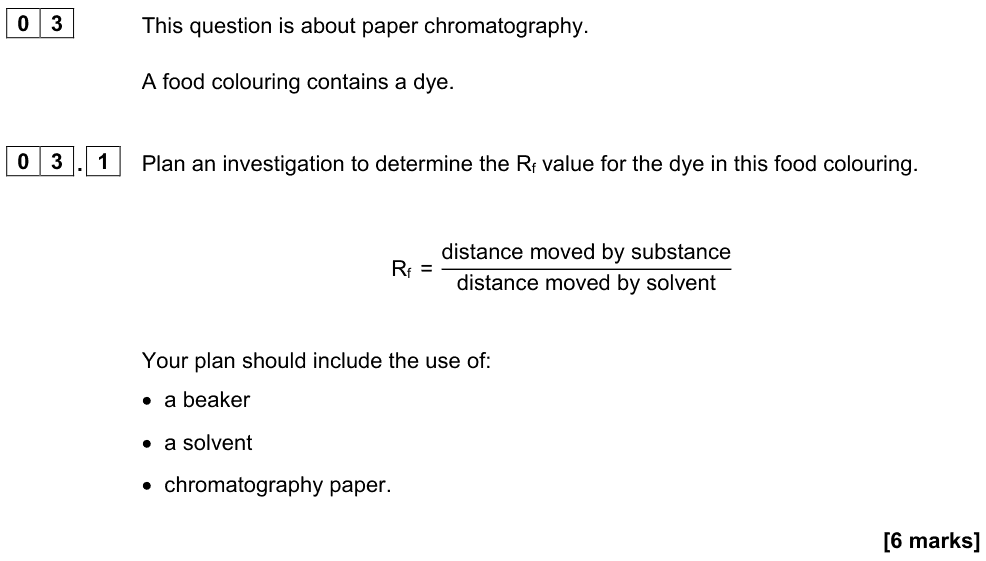 0 3 This question is about paper chromatography.
A food colouring contains a dye.
0 3 . 1 Plan an investigation to determine the Rf value for the dye in this food colouring.
Rf = distance moved by substance
distance moved by solvent
Your plan should include the use of:
• a beaker
• a solvent
• chromatography paper.
[6 marks]